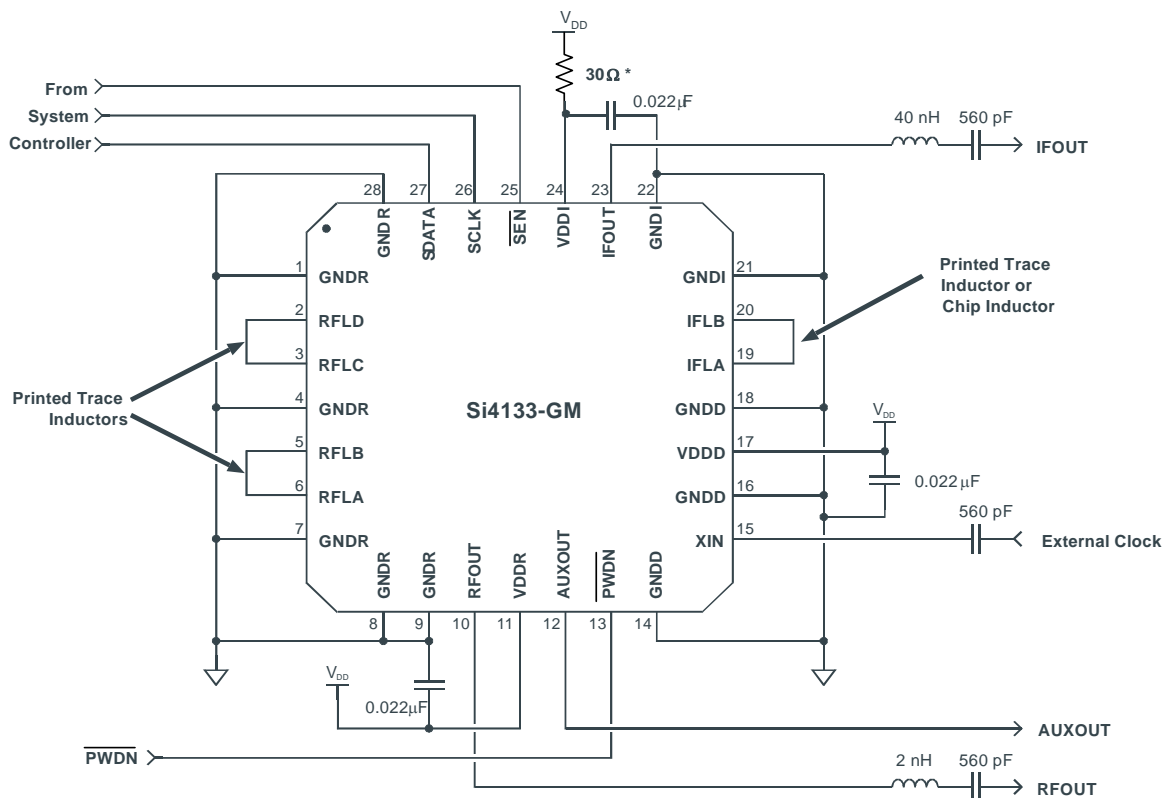 VDD
30Ω *
0.022µF
From
System
Controller
40 nH
560 pF
IFOUT
28
27
26
25
24
23
22
GNDR
SDATA
SCLK
SEN
VDDI
IFOUT
GNDI
1
GNDR
2
RFLD
3
RFLC
4
GNDR
5
RFLB
6
RFLA
7
GNDR
Printed Trace
Inductors
Si4133-GM
GNDI
21
IFLB
20
IFLA
19
GNDD
18
VDDD
17
GNDD
16
XIN
15
Printed Trace
Inductor or
Chip Inductor
VDD
0.022µF
560 pF
External Clock
GNDR
GNDR
RFOUT
VDDR
AUXOUT
PWDN
GNDD
8
9
10
11
12
13
14
VDD
0.022µF
AUXOUT
PWDN
2 nH
560 pF
RFOUT